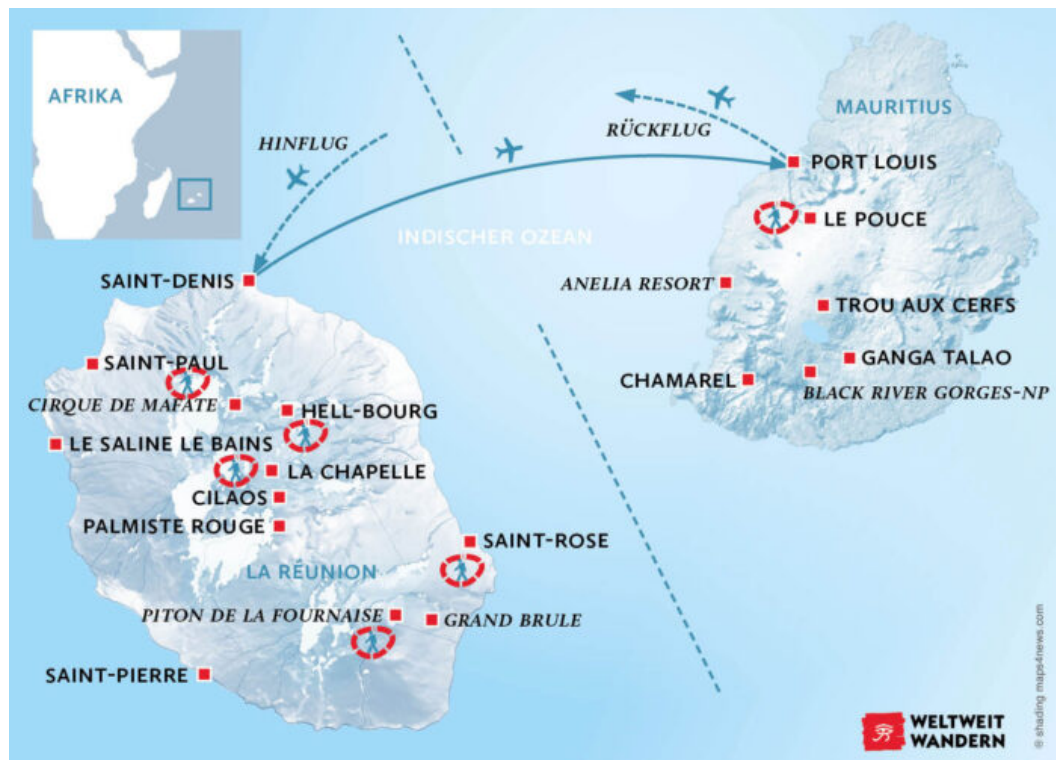 AFRIKA
MAURITIUS
HINFLUG
RÜCKFLUG
PORT LOUIS
LE POUCE
INDISCHER OZEAN
SAINT-DENIS
ANELIA RESORT
TROU AUX CERFS
SAINT-PAUL
GANGA TALAO
CHAMAREL
BLACK RIVER GORGES-NP
CIRQUE DE MAFATE
HELL-BOURG
LE SALINE LE BAINS
LA CHAPELLE
CILAOS
PALMISTE ROUGE
SAINT-ROSE
LA RÉUNION
PITON DE LA FOURNAISE
GRAND BRULE
SAINT-PIERRE
WELTWEIT
WANDERN
© shading maps4news.com